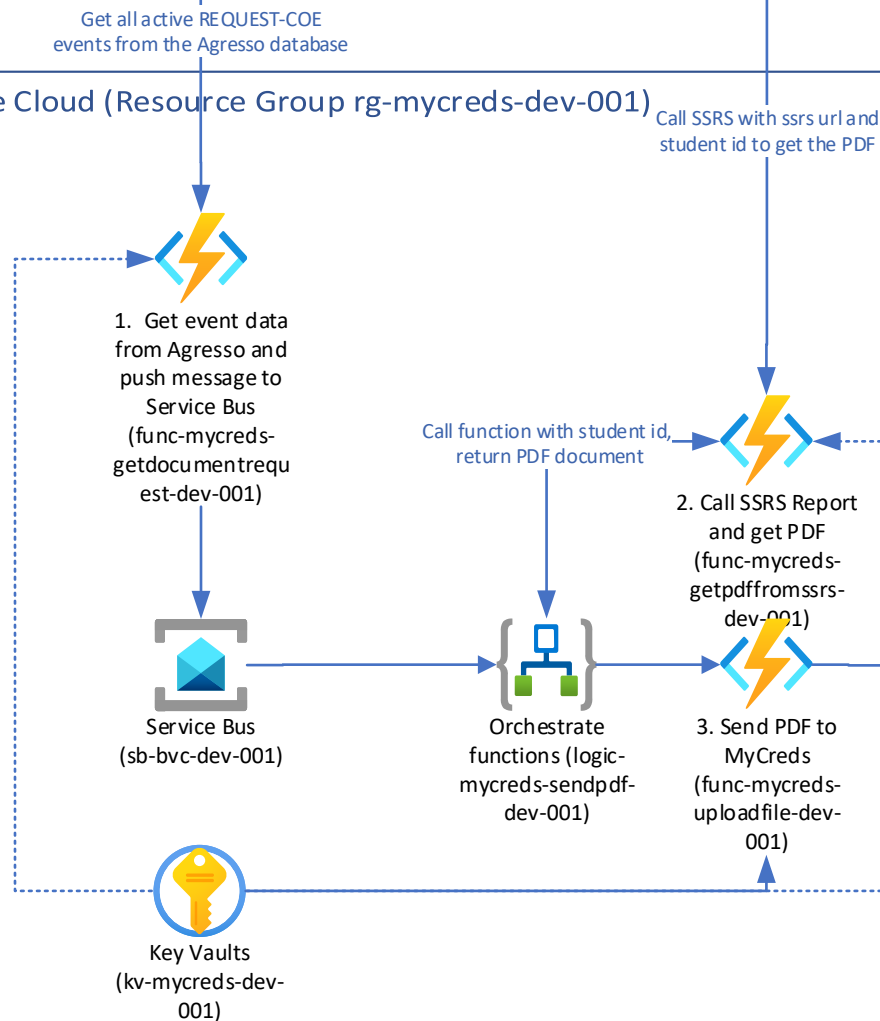 Get all active REQUEST-COE
events from the Agresso database
e Cloud (Resource Group rg-mycreds-dev-001)
Call SSRS with ssrs url and
student id to get the PDF
1. Get event data
from Agresso and
push message to
Service Bus
(func-mycreds-
getdocumentrequ
est-dev-001)
Call function with student id,
return PDF document
2. Call SSRS Report
and get PDF
(func-mycreds-
getpdffromssrs-
dev-001)
Service Bus
(sb-bvc-dev-001)
Orchestrate
functions (logic-
mycreds-sendpdf-
dev-001)
3. Send PDF to
MyCreds
(func-mycreds-
uploadfile-dev-
001)
Key Vaults
(kv-mycreds-dev-
001)